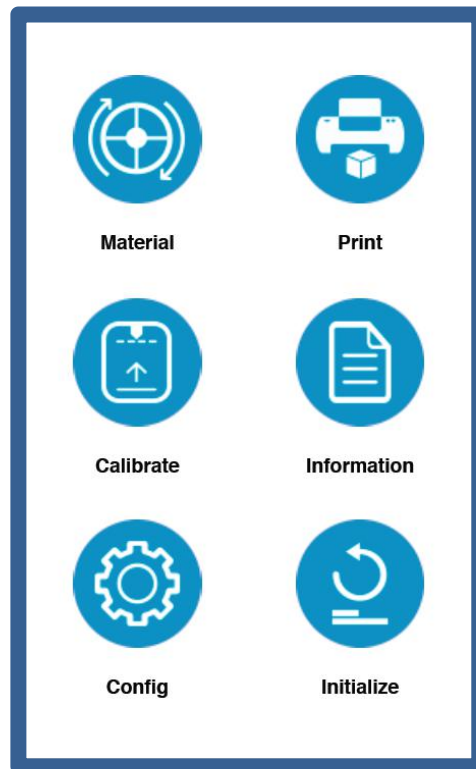 Material
Print
Calibrate
Information
Config
Initialize